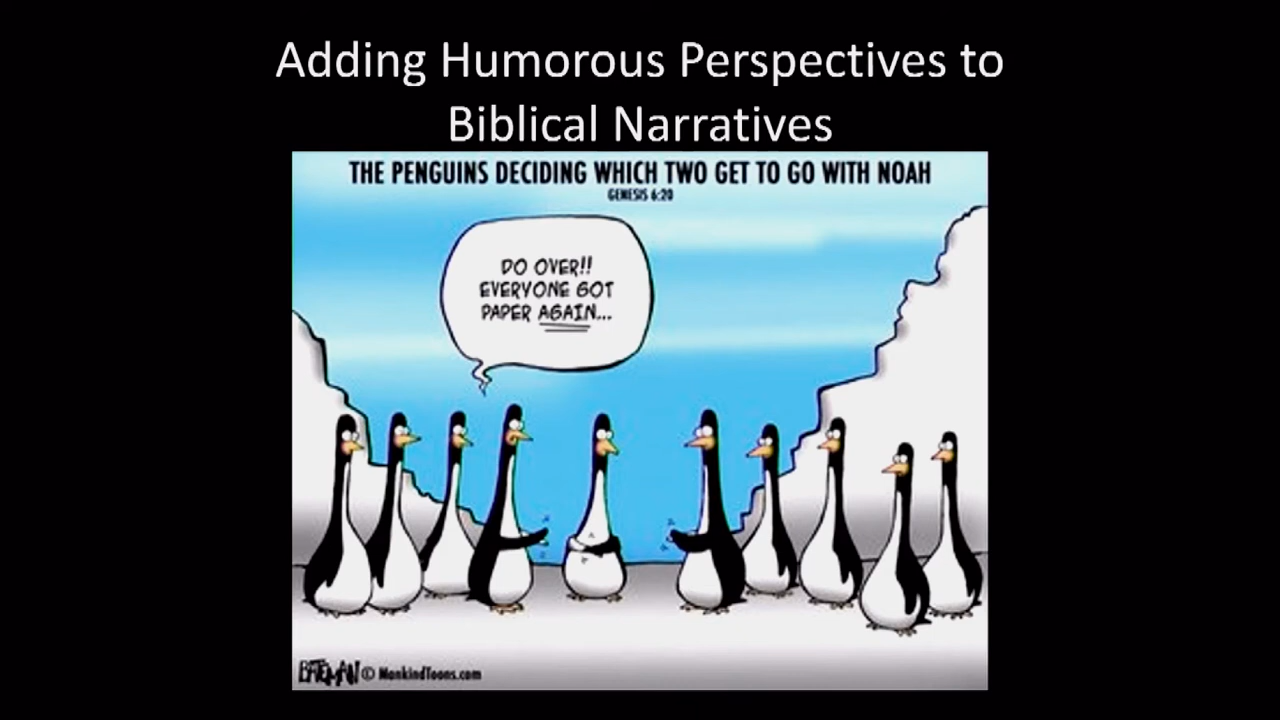 Adding Humorous Perspectives to
Biblical Narratives
THE PENGUINS DECIDING WHICH TWO GET TO GO WITH NOAH
GENESIS 6:20
DO OVER!!
EVERYONE GOT
PAPER AGAIN...
BATEMAN © MankindToons.com